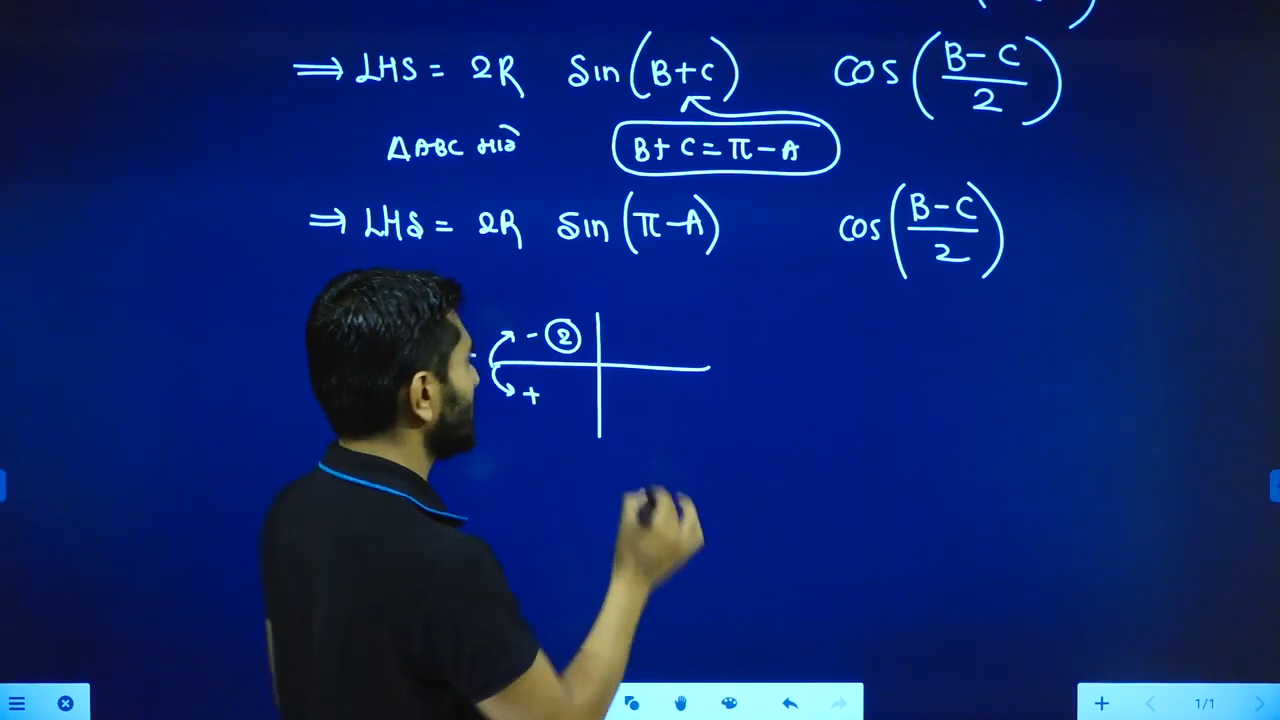 ⇒ LHS = 2R sin(B+C) cos((B-C)/2)
ΔABC માટે B+C = π-A
⇒ LHS = 2R sin(π-A) cos((B-C)/2)
- ②
+
1/1